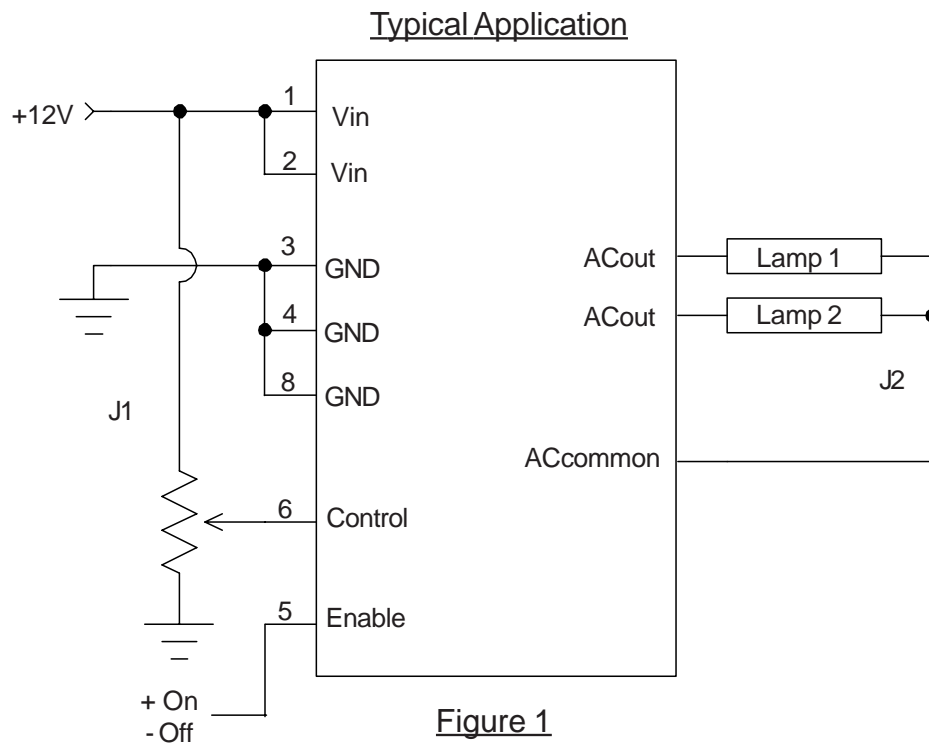 Typical Application
+12V
1
Vin
2
Vin
3
GND
4
GND
8
GND
J1
6
Control
5
Enable
+ On
- Off
ACout
Lamp 1
ACout
Lamp 2
J2
ACcommon
Figure 1